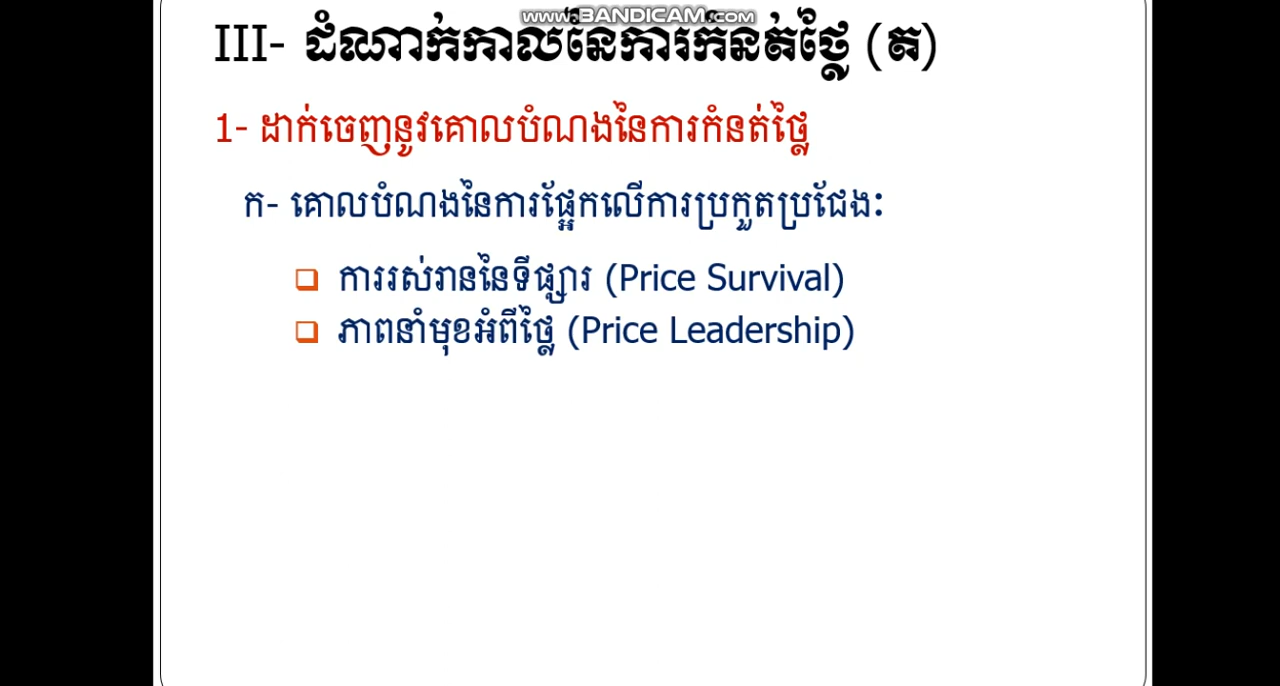 www.BANDICAM.com
III- ដំណាក់កាលនៃការកំនត់ថ្លៃ (ត)
1- ដាក់ចេញនូវគោលបំណងនៃការកំនត់ថ្លៃ
ក- គោលបំណងនៃការផ្អែកលើការប្រកួតប្រជែងៈ
ការរស់រាននៃទីផ្សារ (Price Survival)
ភាពនាំមុខអំពីថ្លៃ (Price Leadership)